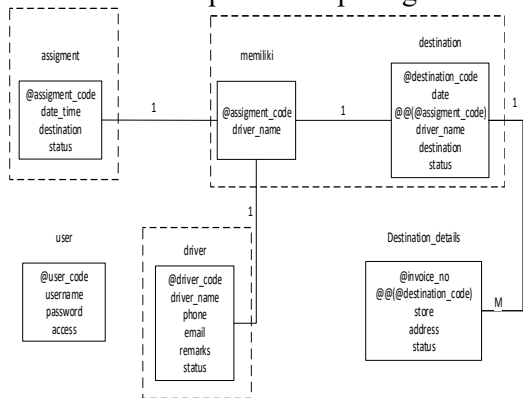 assigment
@assigment_code
date_time
destination
status
1
memiliki
@assigment_code
driver_name
1
destination
@destination_code
date
@@(@assigment_code)
driver_name
destination
status
1
1
user
@user_code
username
password
access
driver
@driver_code
driver_name
phone
email
remarks
status
Destination_details
@invoice_no
@@(@destination_code)
store
address
status
M